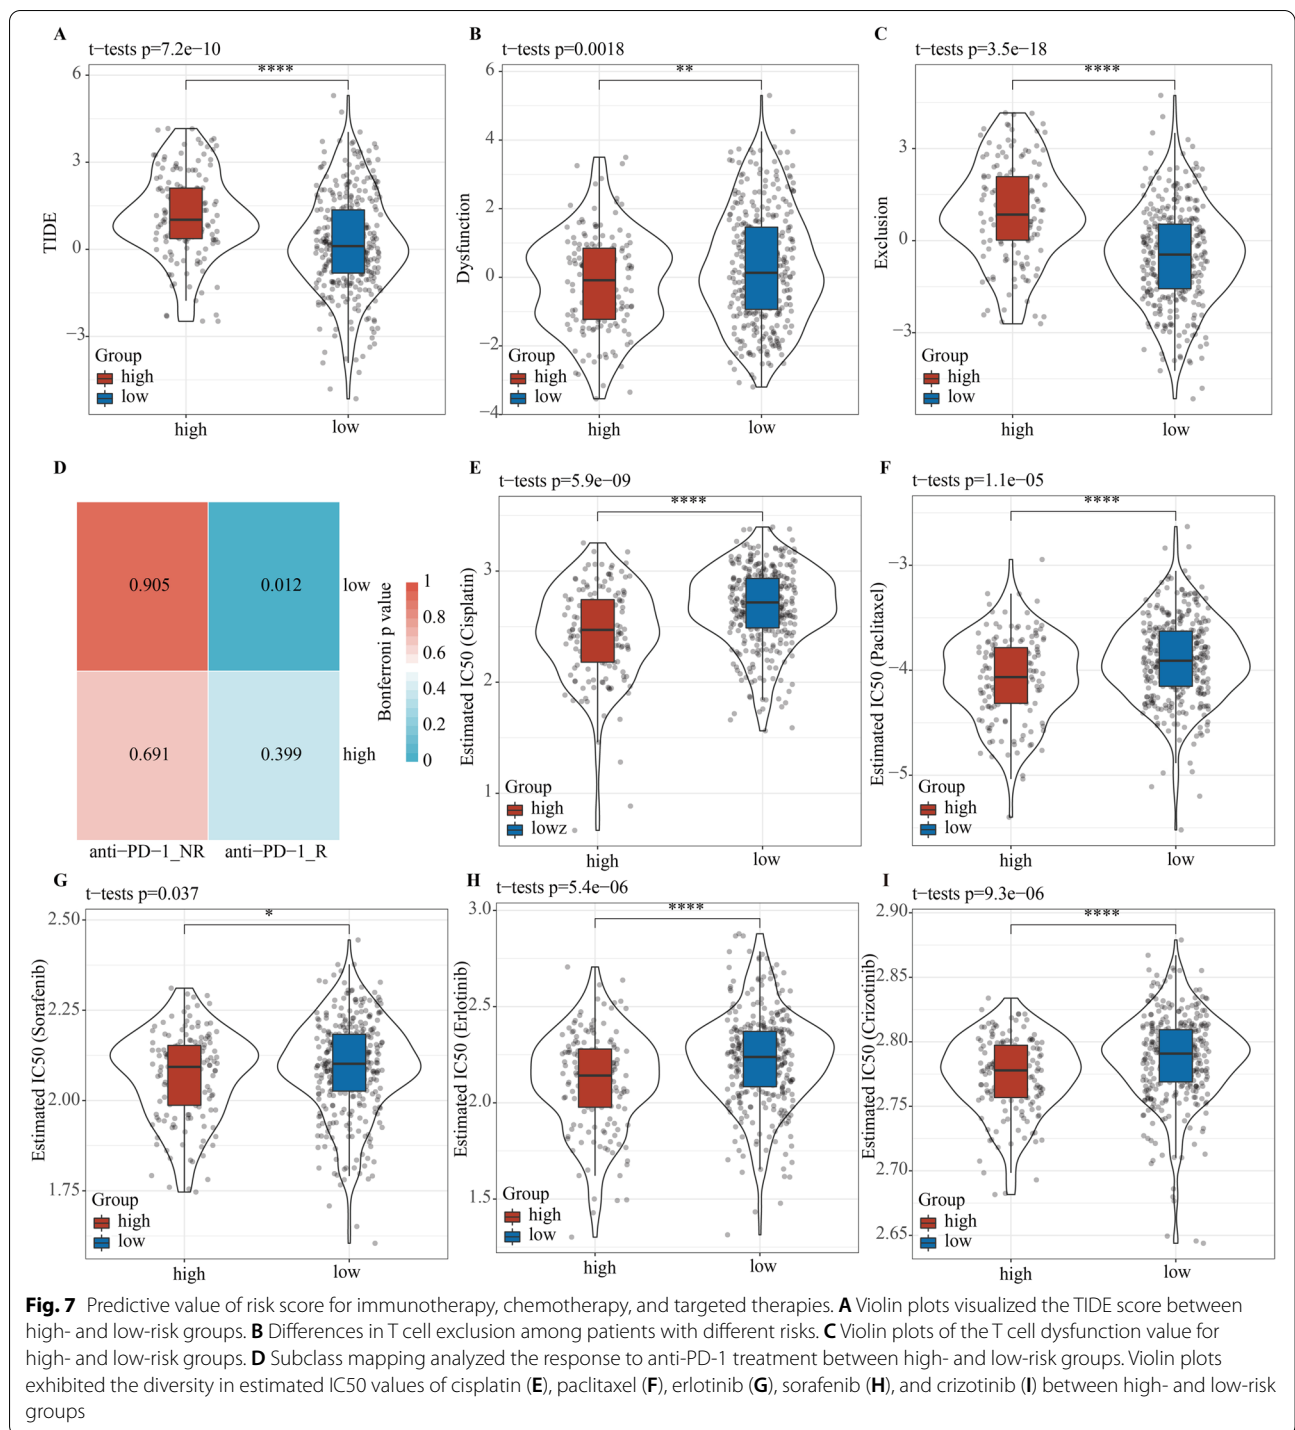 A
t−tests p=7.2e−10
****
TIDE
6
3
0
−3
Group
high
low
high
low
B
t−tests p=0.0018
**
Dysfunction
6
4
2
0
−2
−4
Group
high
low
high
low
C
t−tests p=3.5e−18
****
Exclusion
3
0
−3
Group
high
low
high
low
D
0.905
0.012
low
0.691
0.399
high
anti−PD−1_NR
anti−PD−1_R
Bonferroni p value
1
0.8
0.6
0.4
0.2
0
E
t−tests p=5.9e−09
****
Estimated IC50 (Cisplatin)
3
2
1
Group
high
lowz
high
low
F
t−tests p=1.1e−05
****
Estimated IC50 (Paclitaxel)
−3
−4
−5
Group
high
low
high
low
G
t−tests p=0.037
*
Estimated IC50 (Sorafenib)
2.50
2.25
2.00
1.75
Group
high
low
high
low
H
t−tests p=5.4e−06
****
Estimated IC50 (Erlotinib)
3.0
2.5
2.0
1.5
Group
high
low
high
low
I
t−tests p=9.3e−06
****
Estimated IC50 (Crizotinib)
2.90
2.85
2.80
2.75
2.70
2.65
Group
high
low
high
low
Fig. 7 Predictive value of risk score for immunotherapy, chemotherapy, and targeted therapies. A Violin plots visualized the TIDE score between
high- and low-risk groups. B Differences in T cell exclusion among patients with different risks. C Violin plots of the T cell dysfunction value for
high- and low-risk groups. D Subclass mapping analyzed the response to anti-PD-1 treatment between high- and low-risk groups. Violin plots
exhibited the diversity in estimated IC50 values of cisplatin (E), paclitaxel (F), erlotinib (G), sorafenib (H), and crizotinib (I) between high- and low-risk
groups